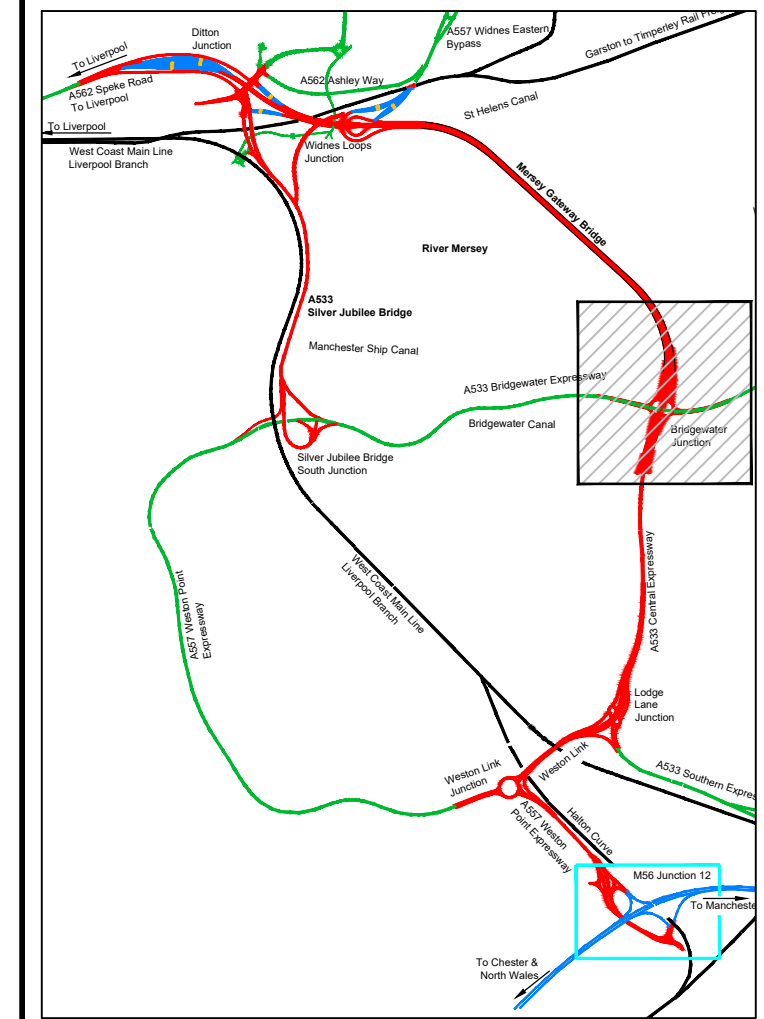 Ditton
Junction
A557 Widnes Eastern
Bypass
To Liverpool
Garston to Timperley Rail
A562 Ashley Way
A562 Speke Road
To Liverpool
St Helens Canal
To Liverpool
West Coast Main Line
Liverpool Branch
Widnes Loops
Junction
Mersey Gateway Bridge
River Mersey
A533
Silver Jubilee Bridge
Manchester Ship Canal
A533 Bridgewater Expressway
Bridgewater Canal
Bridgewater
Junction
Silver Jubilee Bridge
South Junction
A533 Central Expressway
West Coast Main Line
Liverpool Branch
A557 Weston Point
Expressway
Lodge
Lane
Junction
Weston Link
Weston Link
Junction
A533 Southern Expres
A557 Weston
Point Expressway
Halton Curve
M56 Junction 12
To Mancheste
To Chester &
North Wales